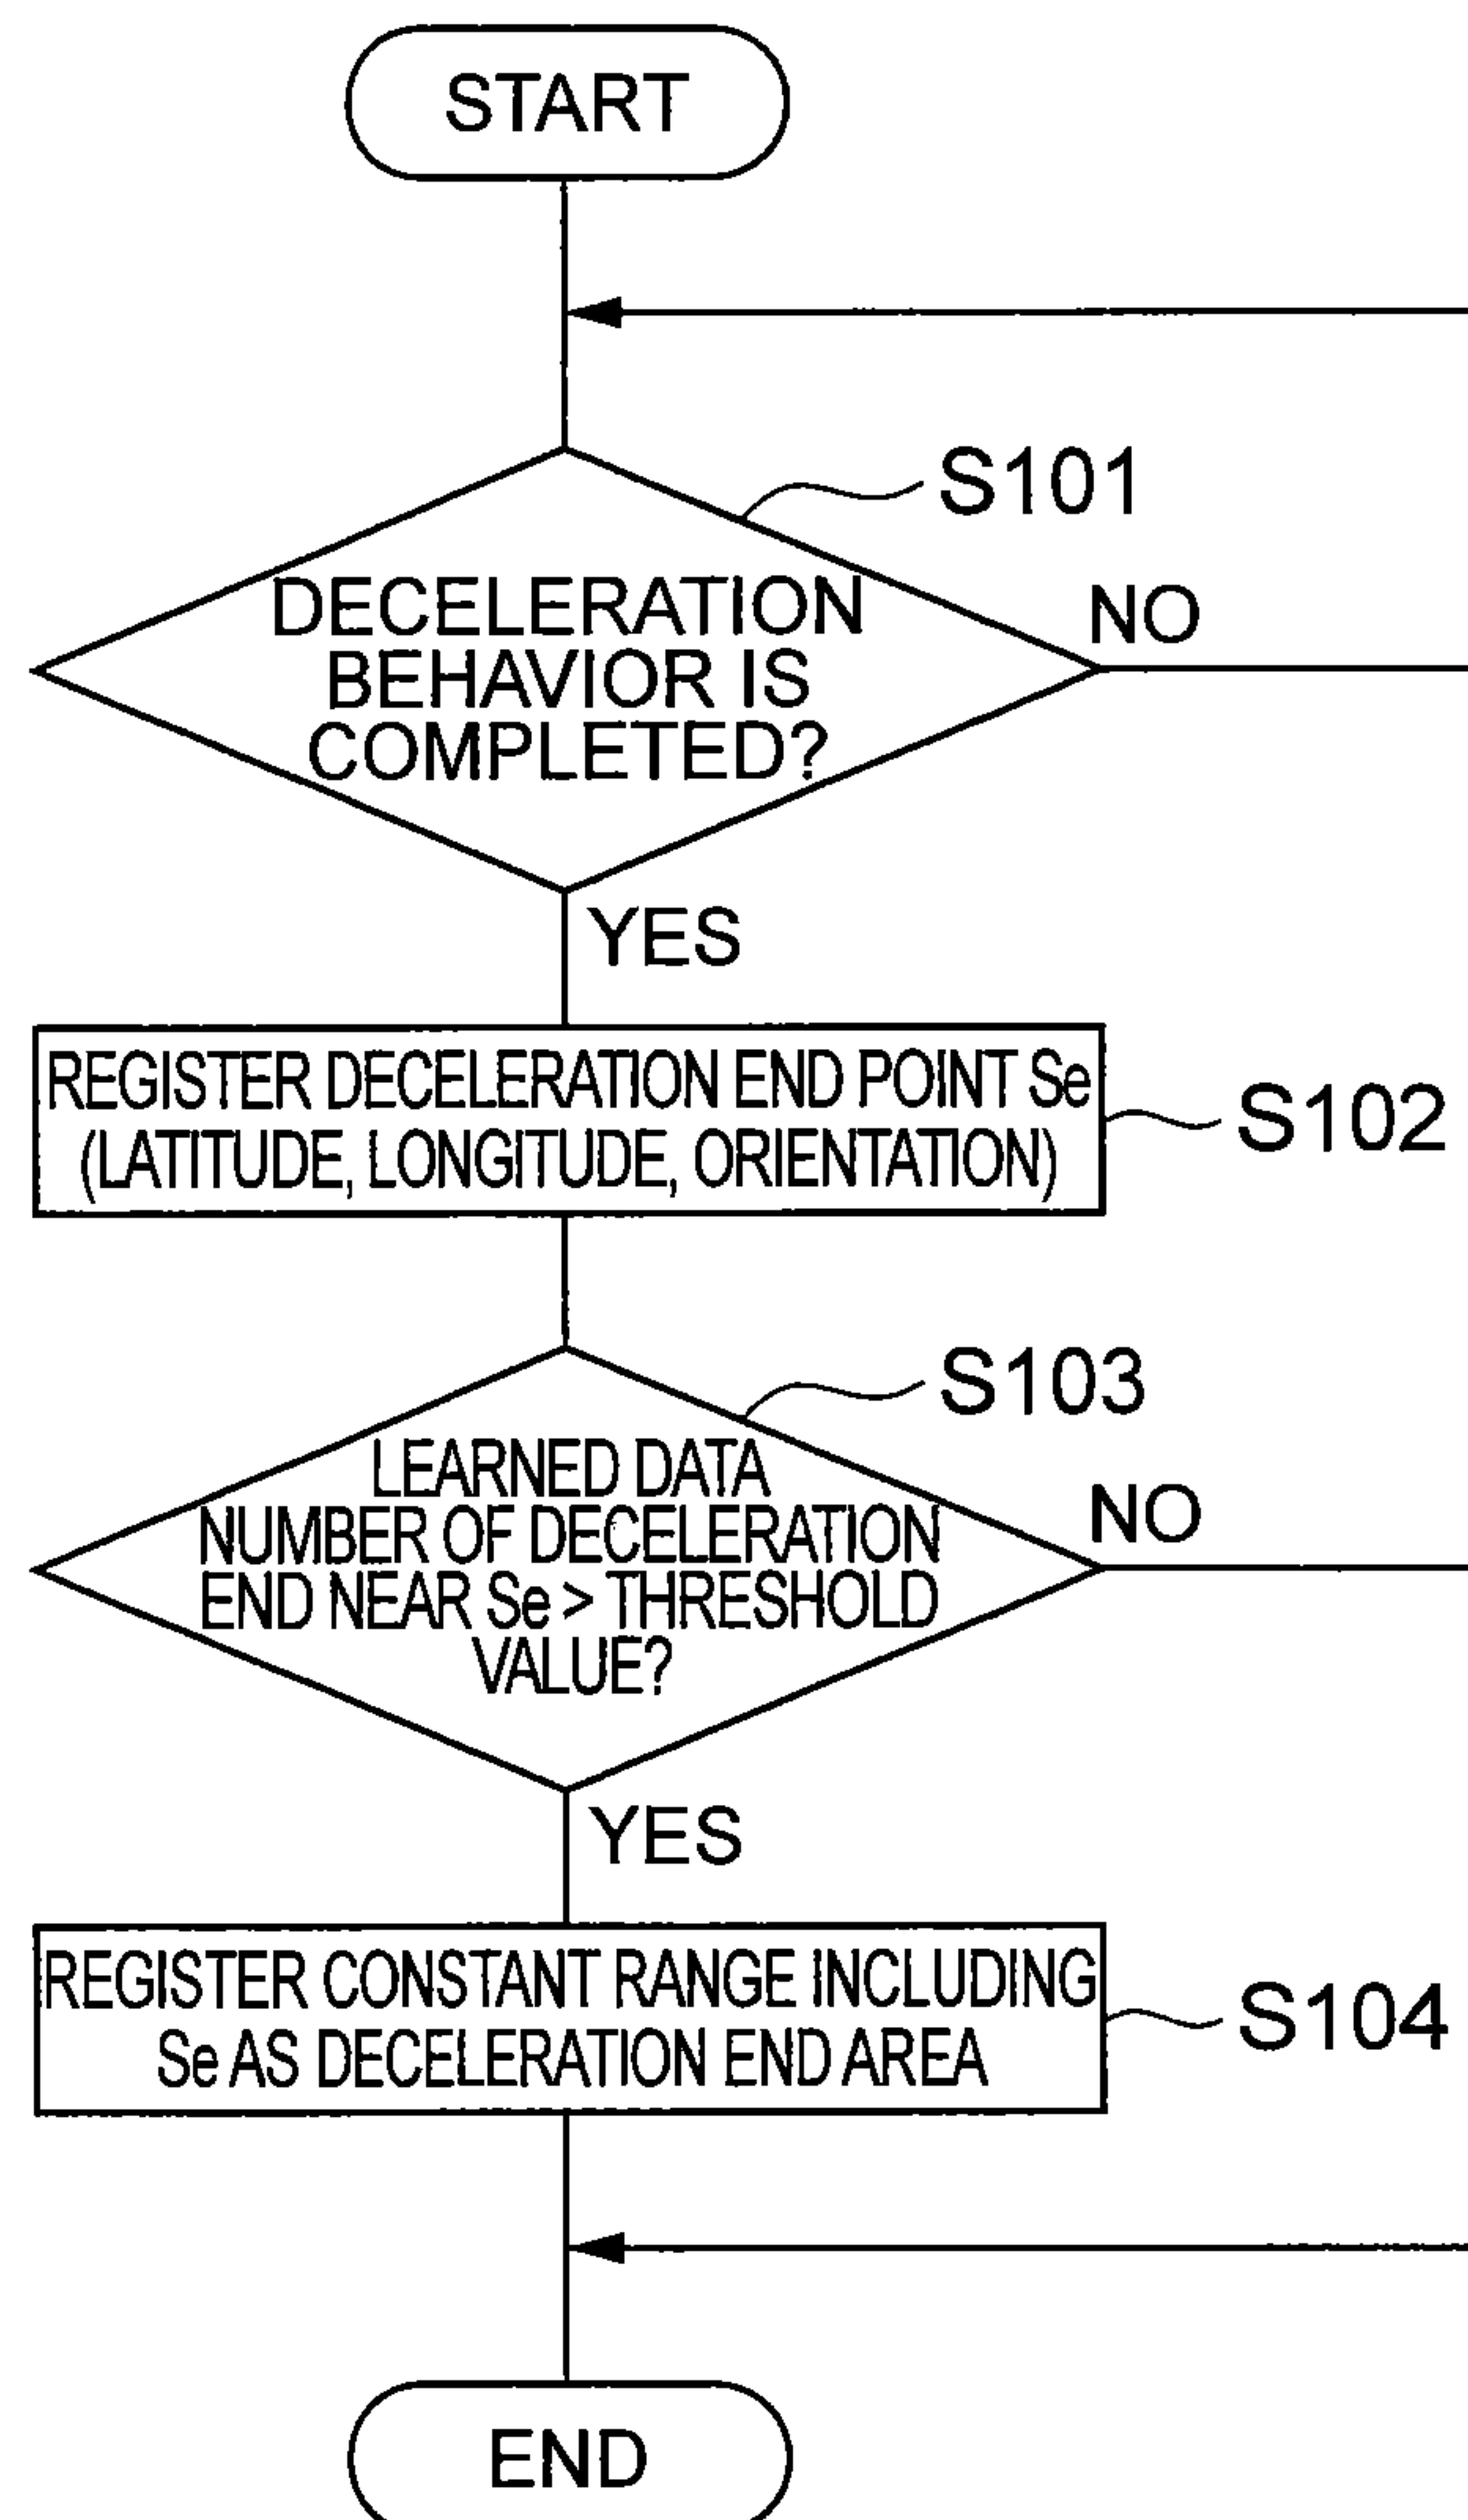 START
S101
DECELERATION
BEHAVIOR IS
COMPLETED?
NO
YES
REGISTER DECELERATION END POINT Se
(LATITUDE, LONGITUDE, ORIENTATION)
S102
S103
LEARNED DATA
NUMBER OF DECELERATION
END NEAR Se > THRESHOLD
VALUE?
NO
YES
REGISTER CONSTANT RANGE INCLUDING
Se AS DECELERATION END AREA
S104
END